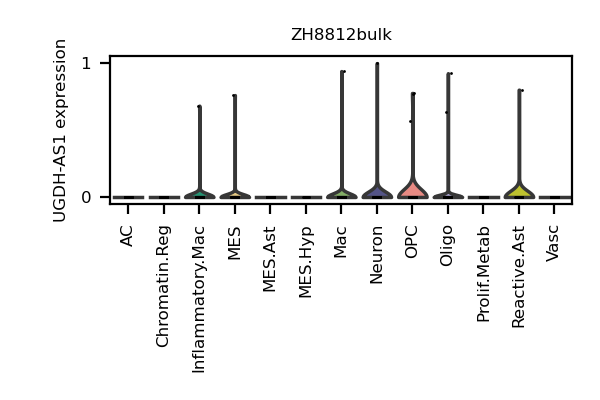 ZH8812bulk
UGDH-AS1 expression
1
0
AC
Chromatin.Reg
Inflammatory.Mac
MES
MES.Ast
MES.Hyp
Mac
Neuron
OPC
Oligo
Prolif.Metab
Reactive.Ast
Vasc